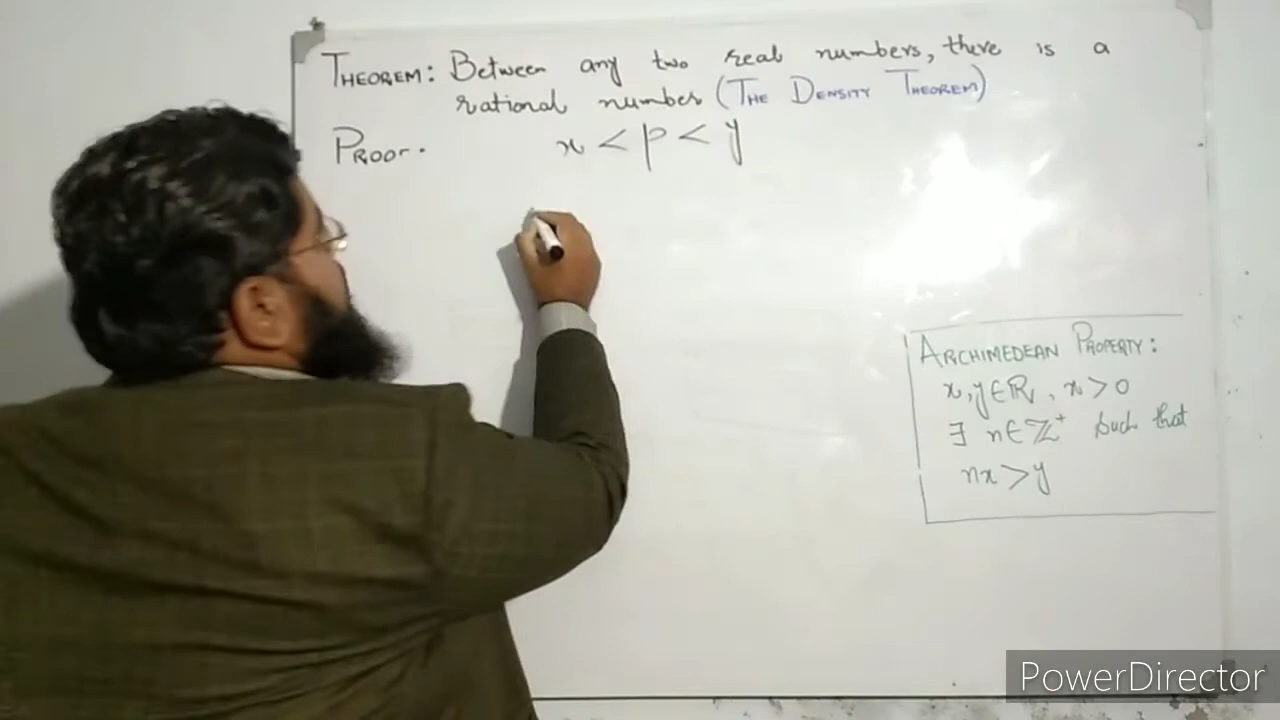 THEOREM: Between any two real numbers, there is a
rational number (THE DENSITY THEOREM)
PROOF. x < p < y
ARCHIMEDEAN PROPERTY:
x, y ∈ ℝ, x > 0
∃ n ∈ ℤ⁺ such that
nx > y
PowerDirector